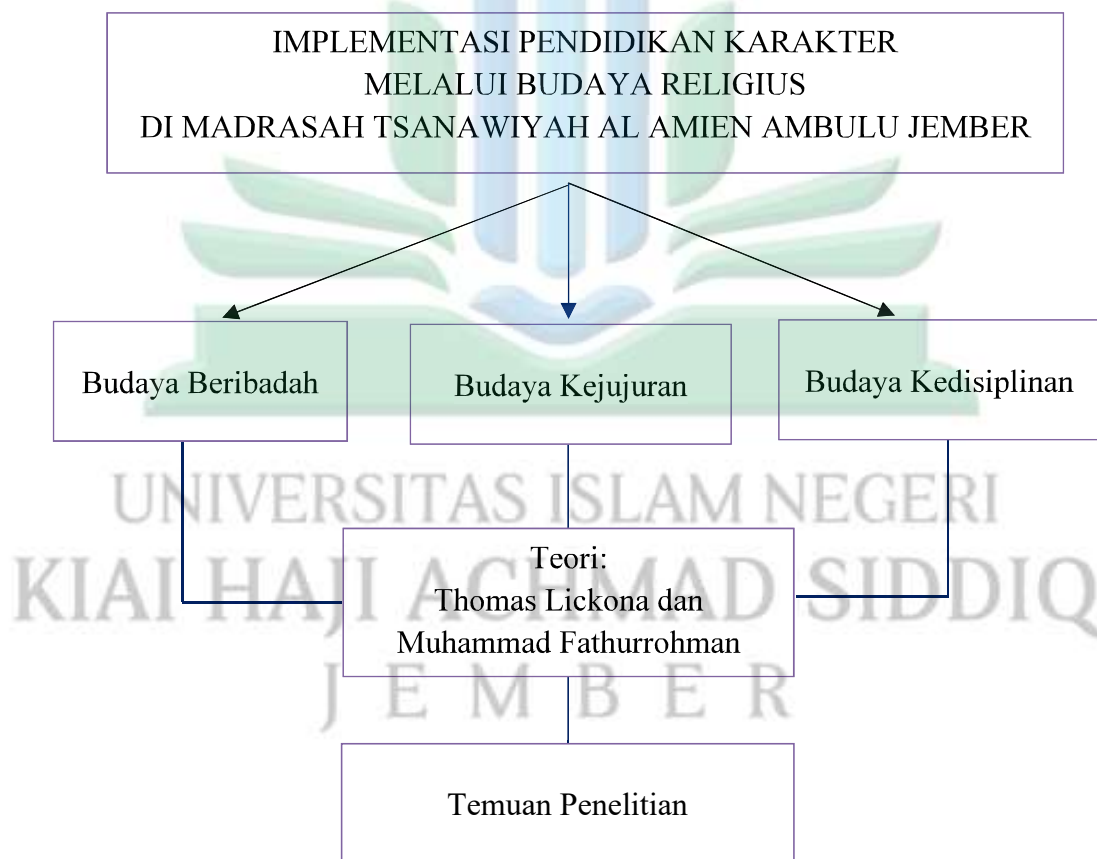 IMPLEMENTASI PENDIDIKAN KARAKTER
MELALUI BUDAYA RELIGIUS
DI MADRASAH TSANAWIYAH AL AMIEN AMBULU JEMBER
Budaya Beribadah
Budaya Kejujuran
Budaya Kedisiplinan
UNIVERSITAS ISLAM NEGERI
Teori:
KIAI HAJI ACHMAD SIDDIQ
Thomas Lickona dan
Muhammad Fathurrohman
JEMBER
Temuan Penelitian